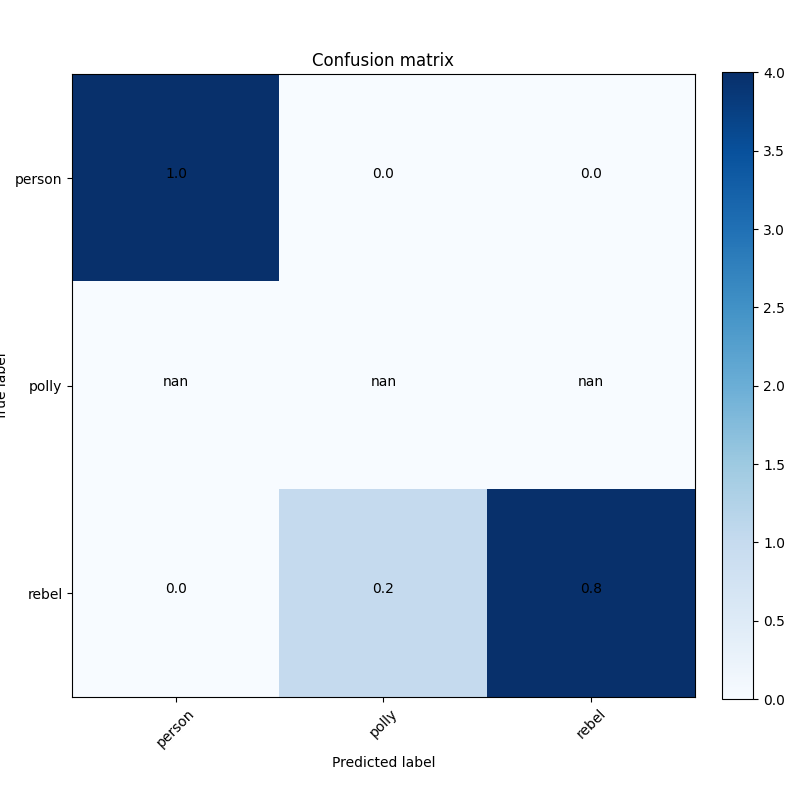 Confusion matrix
person
polly
rebel
1.0 0.0 0.0
nan nan nan
0.0 0.2 0.8
person polly rebel
Predicted label
4.0
3.5
3.0
2.5
2.0
1.5
1.0
0.5
0.0
label